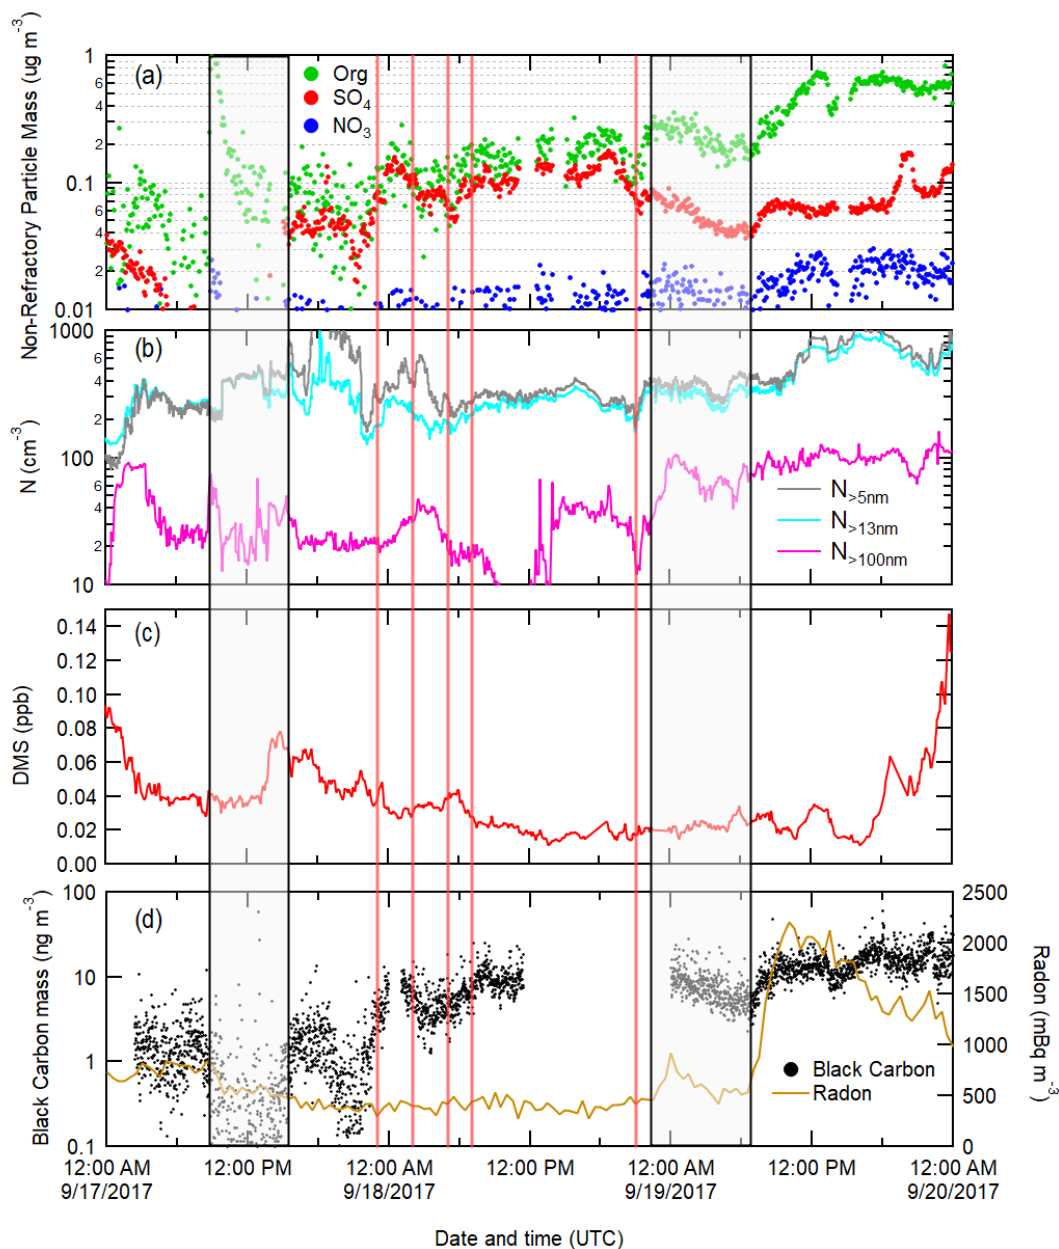 Non-Refractory Particle Mass (ug m⁻³)
(a)
Org
SO₄
NO₃
1
6
4
2
0.1
6
4
2
0.01
N (cm⁻³)
(b)
1000
6
4
2
100
6
4
2
10
N>5nm
N>13nm
N>100nm
DMS (ppb)
(c)
0.14
0.12
0.10
0.08
0.06
0.04
0.02
0.00
Black Carbon mass (ng m⁻³)
(d)
100
10
1
0.1
2500
2000
1500
1000
500
0
Radon (mBq m⁻³)
Black Carbon
Radon
12:00 AM 12:00 PM 12:00 AM 12:00 PM 12:00 AM 12:00 PM 12:00 AM
9/17/2017 9/18/2017 9/19/2017 9/20/2017
Date and time (UTC)